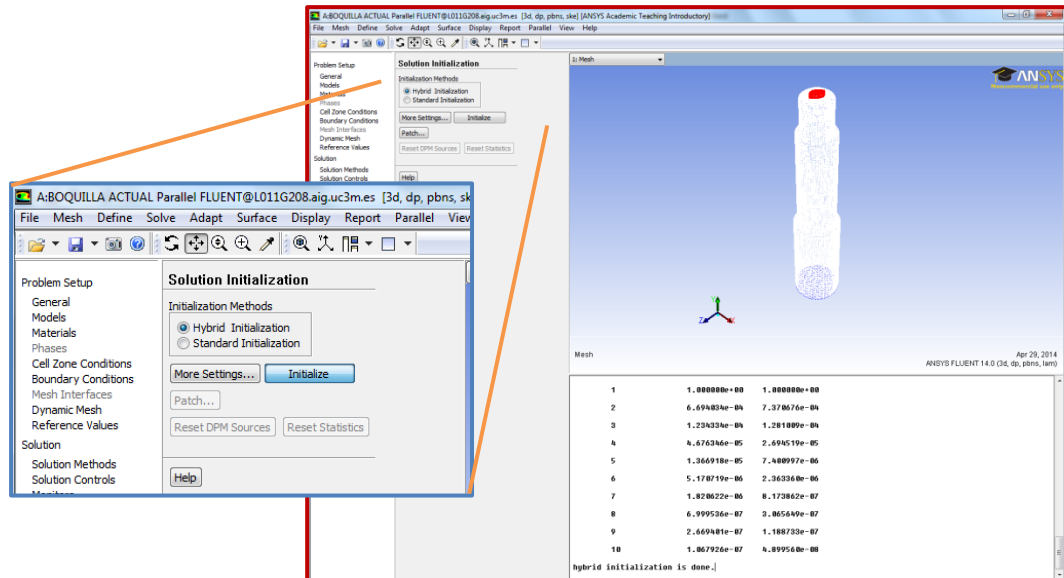 A:BOQUILLA ACTUAL Parallel FLUENT@L011G208.aig.uc3m.es [3d, dp, pbns, ske] [ANSYS Academic Teaching Introductory]
File Mesh Define Solve Adapt Surface Display Report Parallel View Help
Problem Setup
General
Models
Materials
Phases
Cell Zone Conditions
Boundary Conditions
Mesh Interfaces
Dynamic Mesh
Reference Values
Solution
Solution Methods
Solution Controls
Solution Initialization
Initialization Methods
Hybrid Initialization
Standard Initialization
More Settings... Initialize
Patch...
Reset DPM Sources Reset Statistics
Help
1: Mesh
ANSYS
Noncommercial use only
Y
Z X
Mesh
Apr 29, 2014
ANSYS FLUENT 14.0 (3d, dp, pbns, lam)
1 1.000000e+00 1.000000e+00
2 6.694034e-04 7.370676e-04
3 1.234334e-04 1.281009e-04
4 4.676346e-05 2.694519e-05
5 1.366918e-05 7.400997e-06
6 5.170719e-06 2.363360e-06
7 1.820622e-06 8.173862e-07
8 6.999536e-07 3.065649e-07
9 2.669401e-07 1.188733e-07
10 1.067926e-07 4.899560e-08
hybrid initialization is done.
A:BOQUILLA ACTUAL Parallel FLUENT@L011G208.aig.uc3m.es [3d, dp, pbns, sk
File Mesh Define Solve Adapt Surface Display Report Parallel View
Problem Setup
General
Models
Materials
Phases
Cell Zone Conditions
Boundary Conditions
Mesh Interfaces
Dynamic Mesh
Reference Values
Solution
Solution Methods
Solution Controls
Solution Initialization
Initialization Methods
Hybrid Initialization
Standard Initialization
More Settings... Initialize
Patch...
Reset DPM Sources Reset Statistics
Help